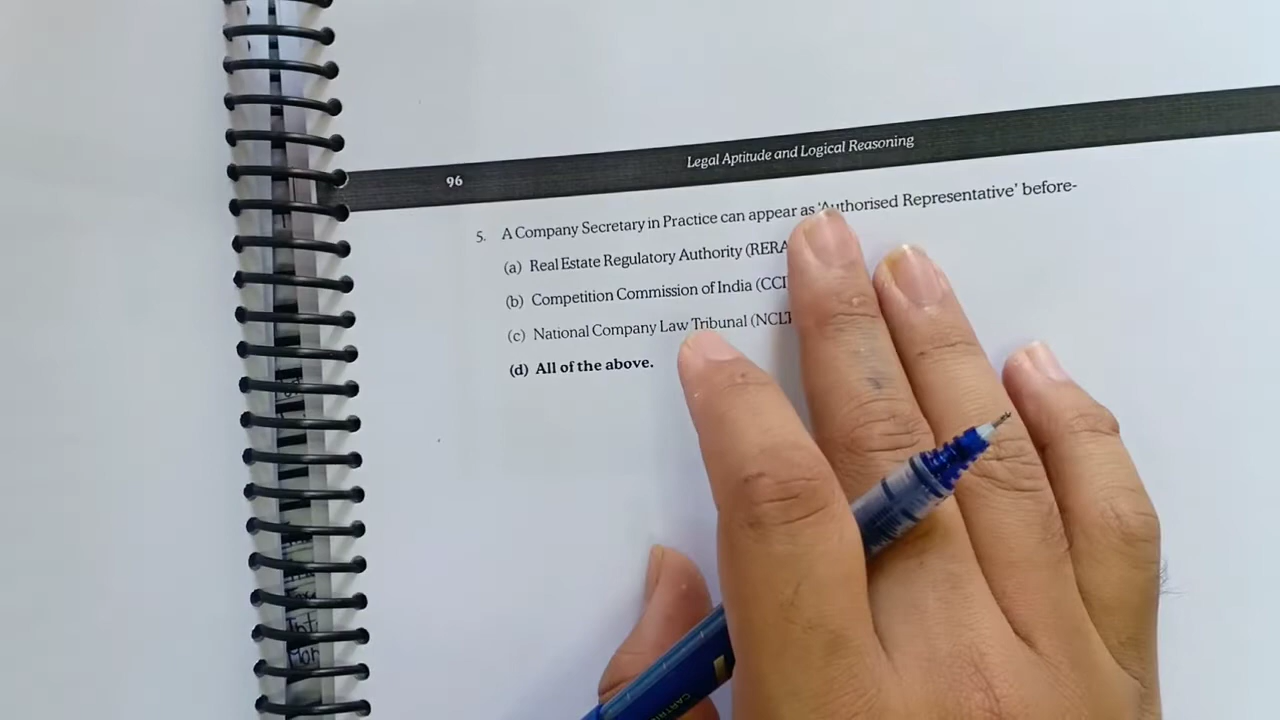 96
Legal Aptitude and Logical Reasoning
5. A Company Secretary in Practice can appear as 'Authorised Representative' before-
(a) Real Estate Regulatory Authority (RERA
(b) Competition Commission of India (CCI
(c) National Company Law Tribunal (NCLT
(d) All of the above.